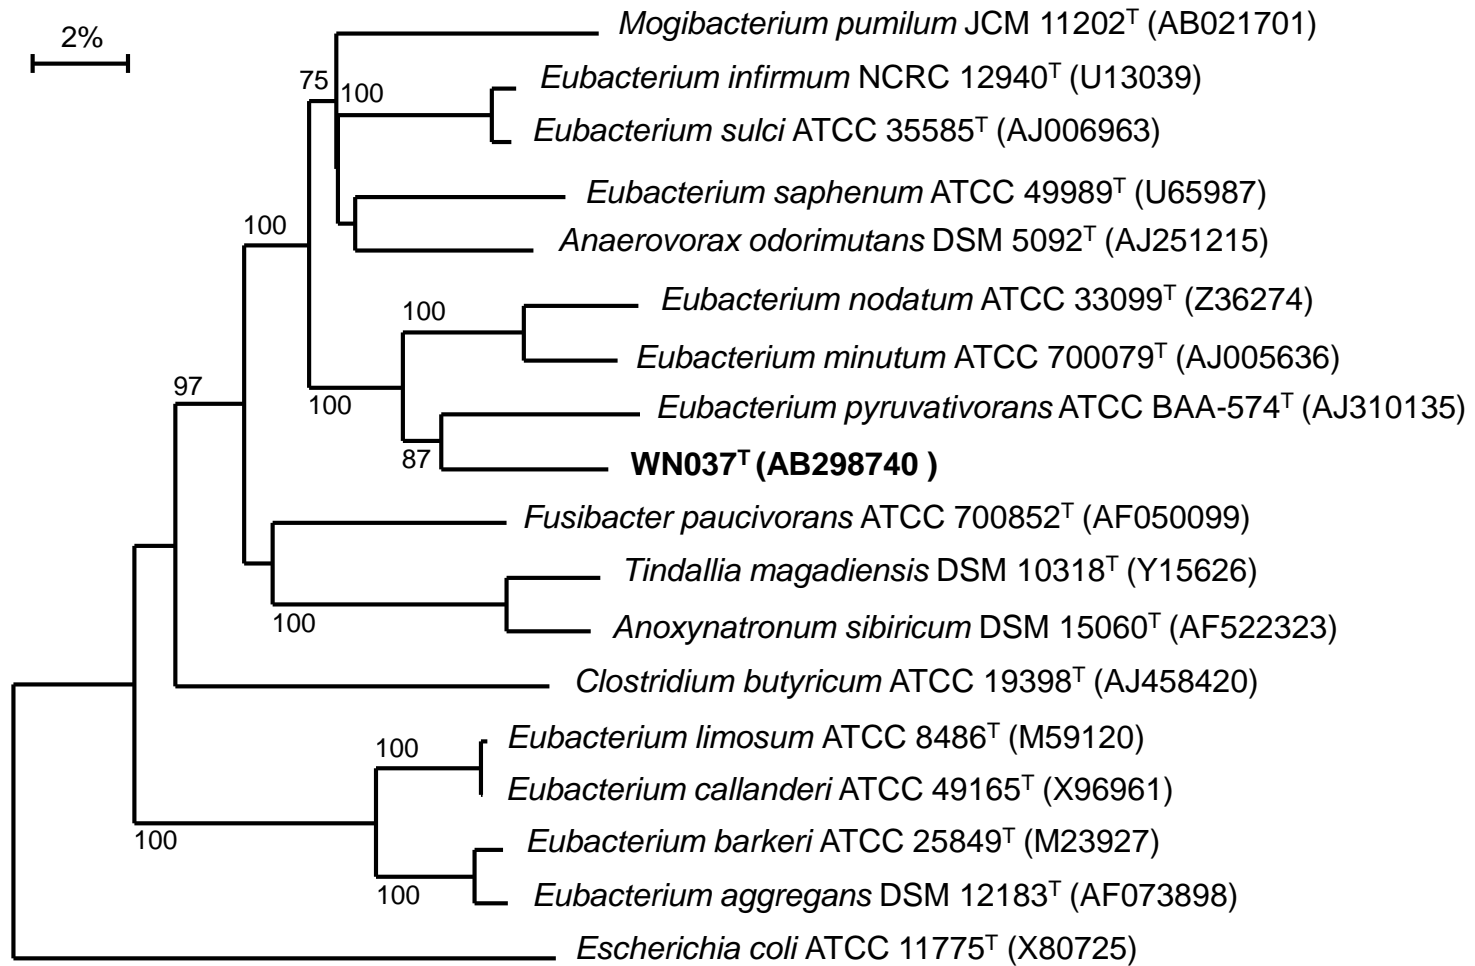 2%
Mogibacterium pumilum JCM 11202ᵀ (AB021701)
75
Eubacterium infirmum NCRC 12940ᵀ (U13039)
100
Eubacterium sulci ATCC 35585ᵀ (AJ006963)
Eubacterium saphenum ATCC 49989ᵀ (U65987)
100
Anaerovorax odorimutans DSM 5092ᵀ (AJ251215)
Eubacterium nodatum ATCC 33099ᵀ (Z36274)
100
Eubacterium minutum ATCC 700079ᵀ (AJ005636)
97
100
Eubacterium pyruvativorans ATCC BAA-574ᵀ (AJ310135)
87
WN037ᵀ (AB298740 )
Fusibacter paucivorans ATCC 700852ᵀ (AF050099)
Tindallia magadiensis DSM 10318ᵀ (Y15626)
100
Anoxynatronum sibiricum DSM 15060ᵀ (AF522323)
Clostridium butyricum ATCC 19398ᵀ (AJ458420)
Eubacterium limosum ATCC 8486ᵀ (M59120)
100
Eubacterium callanderi ATCC 49165ᵀ (X96961)
100
Eubacterium barkeri ATCC 25849ᵀ (M23927)
100
Eubacterium aggregans DSM 12183ᵀ (AF073898)
Escherichia coli ATCC 11775ᵀ (X80725)